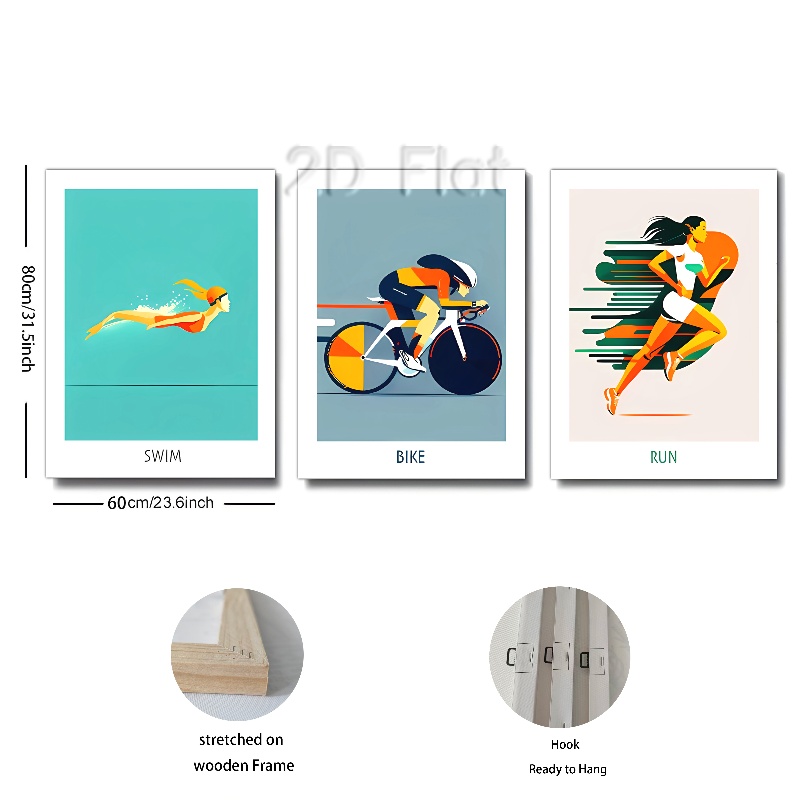 2D Flat
80cm/31.5inch
SWIM
BIKE
RUN
60cm/23.6inch
stretched on
wooden Frame
Hook
Ready to Hang